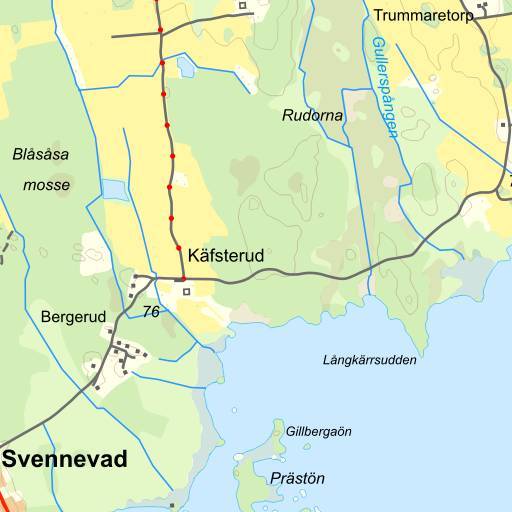 Trummaretorp
Gullerspången
Rudorna
Blåsåsa
mosse
Käfsterud
76
Bergerud
Långkärrsudden
Gillbergaön
Svennevad
Prästön